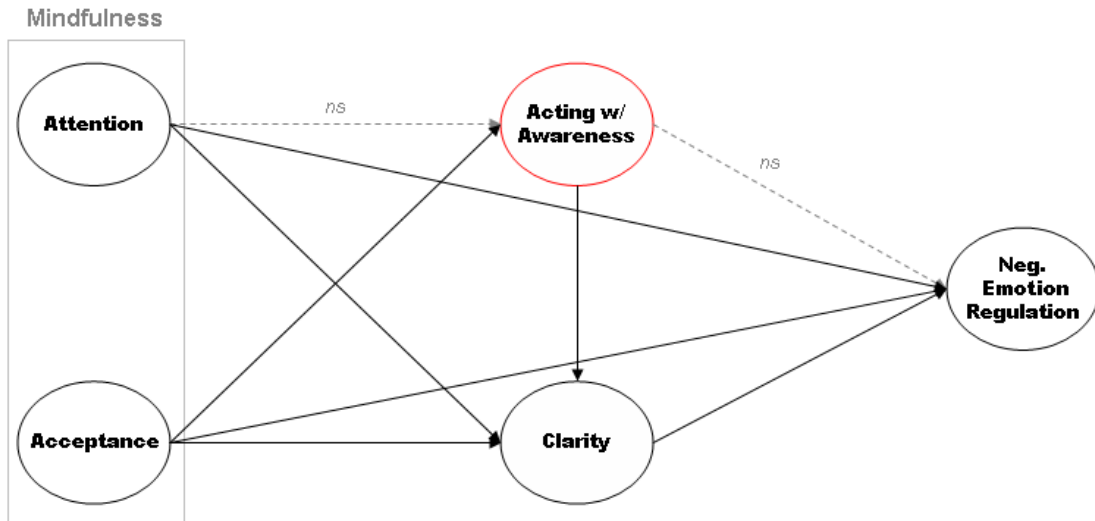 Mindfulness
Attention
ns
Acting w/
Awareness
ns
Neg.
Emotion
Regulation
Acceptance
Clarity